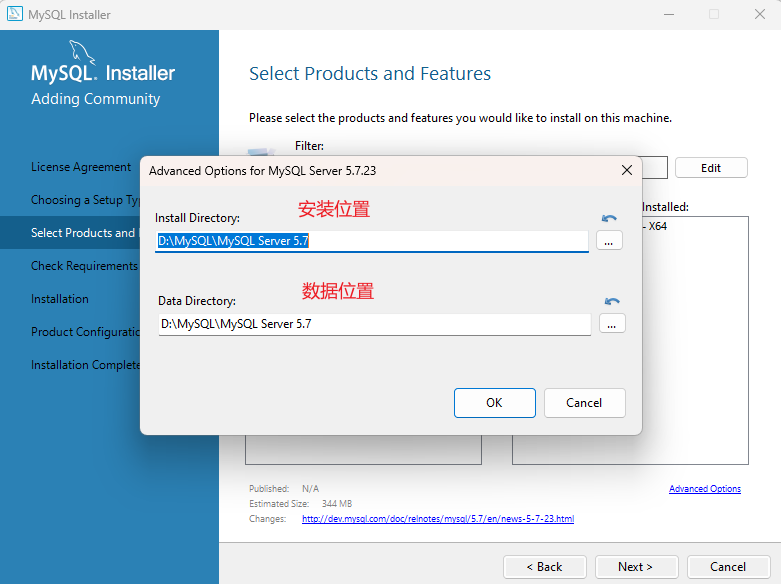 MySQL Installer
MySQL. Installer
Adding Community
License Agreement
Choosing a Setup Ty
Select Products and
Check Requirements
Installation
Product Configuratic
Installation Complete
Select Products and Features
Please select the products and features you would like to install on this machine.
Filter:
Edit
Installed:
- X64
Advanced Options for MySQL Server 5.7.23
Install Directory:
安装位置
D:\MySQL\MySQL Server 5.7
...
Data Directory:
数据位置
D:\MySQL\MySQL Server 5.7
...
OK
Cancel
Published: N/A
Estimated Size: 344 MB
Changes: http://dev.mysql.com/doc/relnotes/mysql/5.7/en/news-5-7-23.html
Advanced Options
< Back
Next >
Cancel